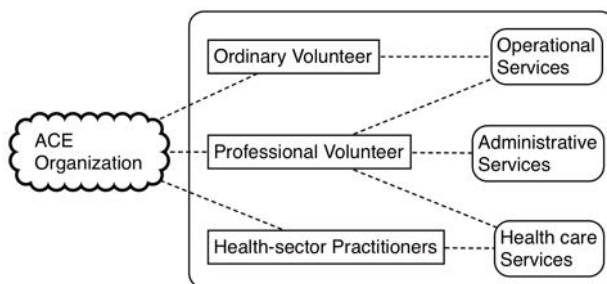 Ordinary Volunteer
Operational
Services
ACE
Organization
Professional Volunteer
Administrative
Services
Health-sector Practitioners
Health care
Services